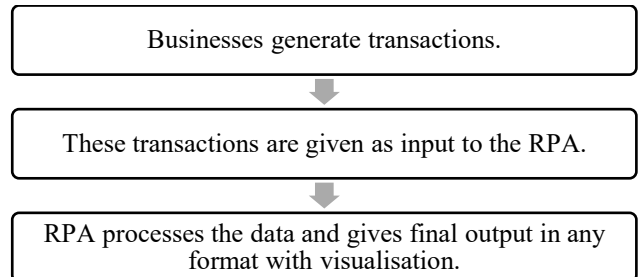 Businesses generate transactions.
These transactions are given as input to the RPA.
RPA processes the data and gives final output in any
format with visualisation.